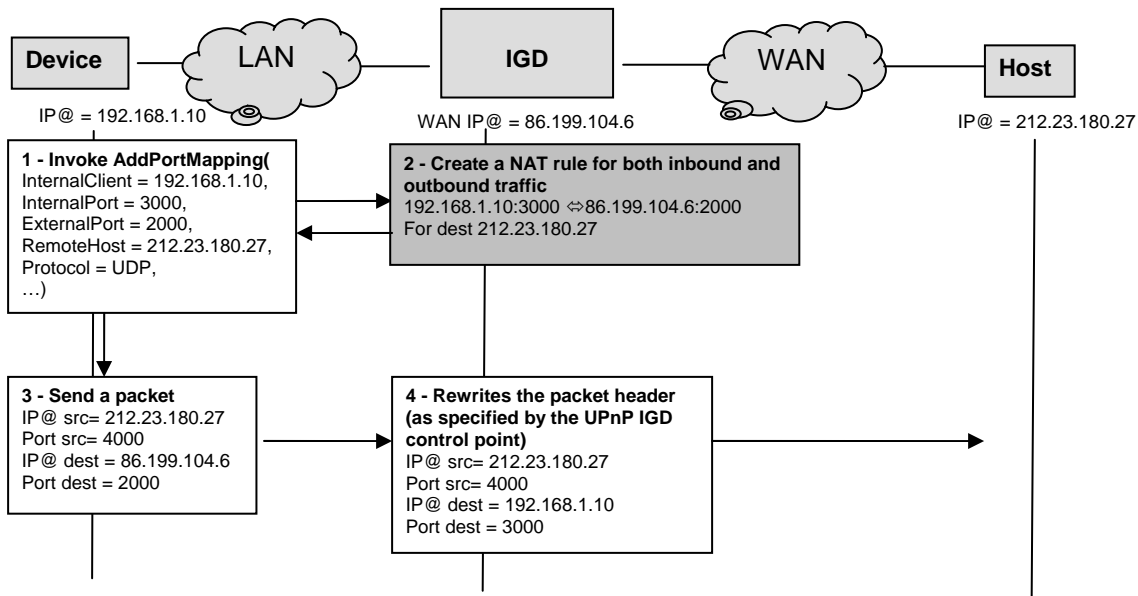 Device
LAN
IGD
WAN
Host
IP@ = 192.168.1.10
WAN IP@ = 86.199.104.6
IP@ = 212.23.180.27
1 - Invoke AddPortMapping(
InternalClient = 192.168.1.10,
InternalPort = 3000,
ExternalPort = 2000,
RemoteHost = 212.23.180.27,
Protocol = UDP,
…)
2 - Create a NAT rule for both inbound and
outbound traffic
192.168.1.10:3000 ⇔86.199.104.6:2000
For dest 212.23.180.27
3 - Send a packet
IP@ src= 212.23.180.27
Port src= 4000
IP@ dest = 86.199.104.6
Port dest = 2000
4 - Rewrites the packet header
(as specified by the UPnP IGD
control point)
IP@ src= 212.23.180.27
Port src= 4000
IP@ dest = 192.168.1.10
Port dest = 3000